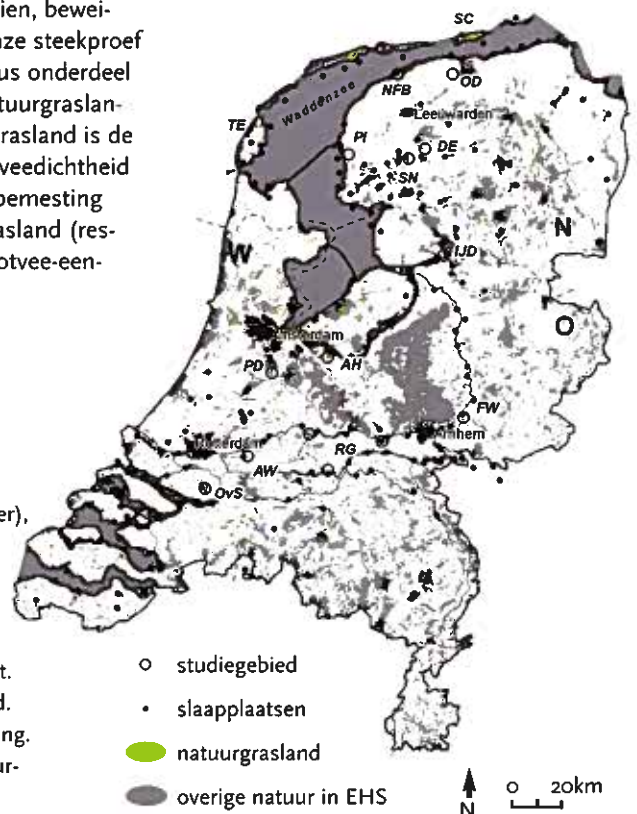 ien, bewei-
nze steekproef
us onderdeel
tuurgraslan-
rasland is de
veedichtheid
bemesting
asland (res-
otvee-een-
er),
t.
d.
ng.
ur-
SC
NFB
OD
Waddenzee
Leeuwarden
TE
PI
DE
SN
N
W
IJD
O
AH
PD
FW
RG
AW
OvS
studiegebied
slaapplaatsen
natuurgrasland
overige natuur in EHS
N
0 20km